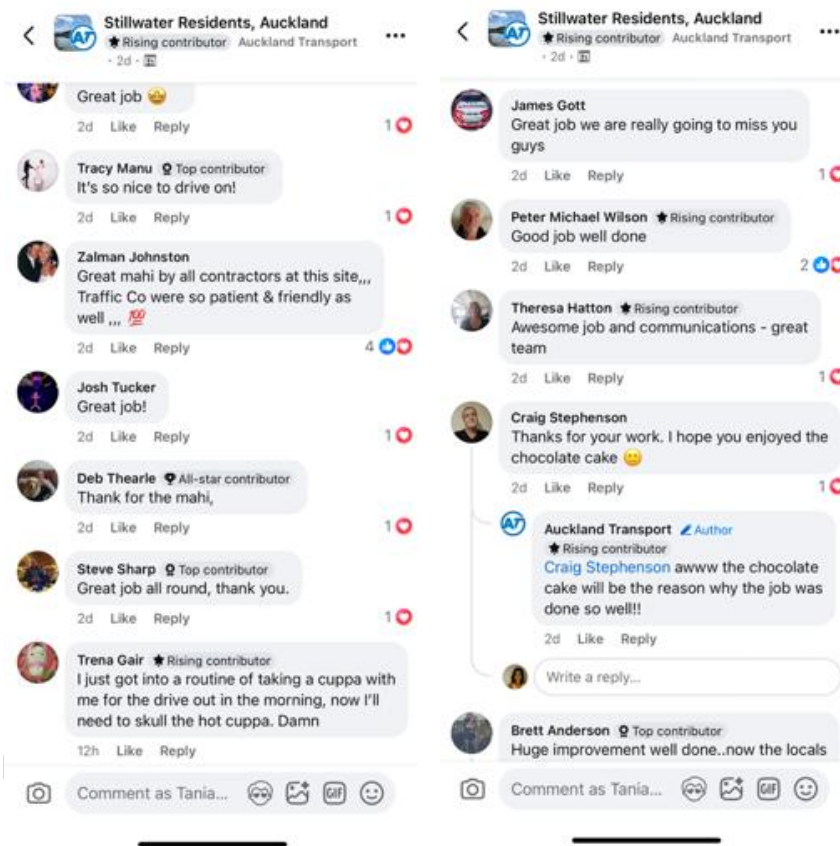 Stillwater Residents, Auckland
Rising contributor Auckland Transport
· 2d ·
Great job 🤩
2d Like Reply
1
Tracy Manu Top contributor
It's so nice to drive on!
2d Like Reply
1
Zalman Johnston
Great mahi by all contractors at this site,,,
Traffic Co were so patient & friendly as
well ,,, 💯
2d Like Reply
4
Josh Tucker
Great job!
2d Like Reply
1
Deb Thearle All-star contributor
Thank for the mahi,
2d Like Reply
1
Steve Sharp Top contributor
Great job all round, thank you.
2d Like Reply
1
Trena Gair Rising contributor
I just got into a routine of taking a cuppa with
me for the drive out in the morning, now I'll
need to skull the hot cuppa. Damn
12h Like Reply
Comment as Tania...
GIF
Stillwater Residents, Auckland
Rising contributor Auckland Transport
· 2d ·
James Gott
Great job we are really going to miss you
guys
2d Like Reply
1
Peter Michael Wilson Rising contributor
Good job well done
2d Like Reply
2
Theresa Hatton Rising contributor
Awesome job and communications - great
team
2d Like Reply
1
Craig Stephenson
Thanks for your work. I hope you enjoyed the
chocolate cake 😐
2d Like Reply
1
AT
Auckland Transport Author
Rising contributor
Craig Stephenson awww the chocolate
cake will be the reason why the job was
done so well!!
2d Like Reply
Write a reply...
Brett Anderson Top contributor
Huge improvement well done..now the locals
Comment as Tania...
GIF